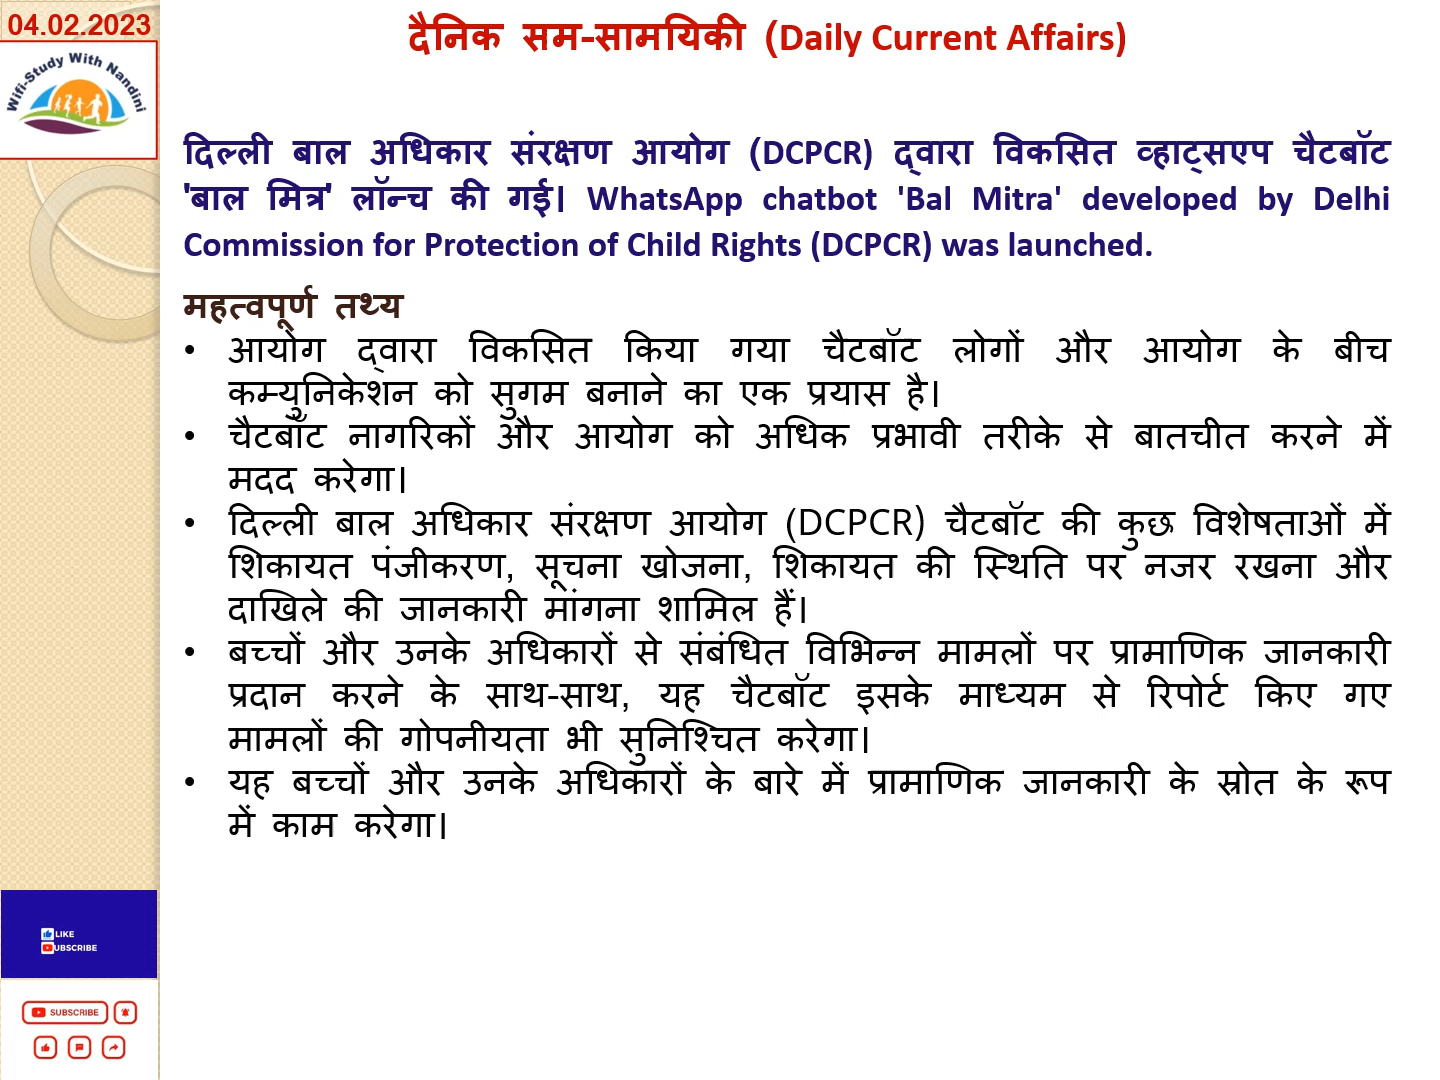 04.02.2023
Wifi-Study With Nandini
दैनिक सम-सामयिकी (Daily Current Affairs)
दिल्ली बाल अधिकार संरक्षण आयोग (DCPCR) द्वारा विकसित व्हाट्सएप चैटबॉट
'बाल मित्र' लॉन्च की गई। WhatsApp chatbot 'Bal Mitra' developed by Delhi
Commission for Protection of Child Rights (DCPCR) was launched.
महत्वपूर्ण तथ्य
• आयोग द्वारा विकसित किया गया चैटबॉट लोगों और आयोग के बीच
कम्युनिकेशन को सुगम बनाने का एक प्रयास है।
• चैटबॉट नागरिकों और आयोग को अधिक प्रभावी तरीके से बातचीत करने में
मदद करेगा।
• दिल्ली बाल अधिकार संरक्षण आयोग (DCPCR) चैटबॉट की कुछ विशेषताओं में
शिकायत पंजीकरण, सूचना खोजना, शिकायत की स्थिति पर नजर रखना और
दाखिले की जानकारी मांगना शामिल हैं।
• बच्चों और उनके अधिकारों से संबंधित विभिन्न मामलों पर प्रामाणिक जानकारी
प्रदान करने के साथ-साथ, यह चैटबॉट इसके माध्यम से रिपोर्ट किए गए
मामलों की गोपनीयता भी सुनिश्चित करेगा।
• यह बच्चों और उनके अधिकारों के बारे में प्रामाणिक जानकारी के स्रोत के रूप
में काम करेगा।
LIKE
UBSCRIBE
SUBSCRIBE